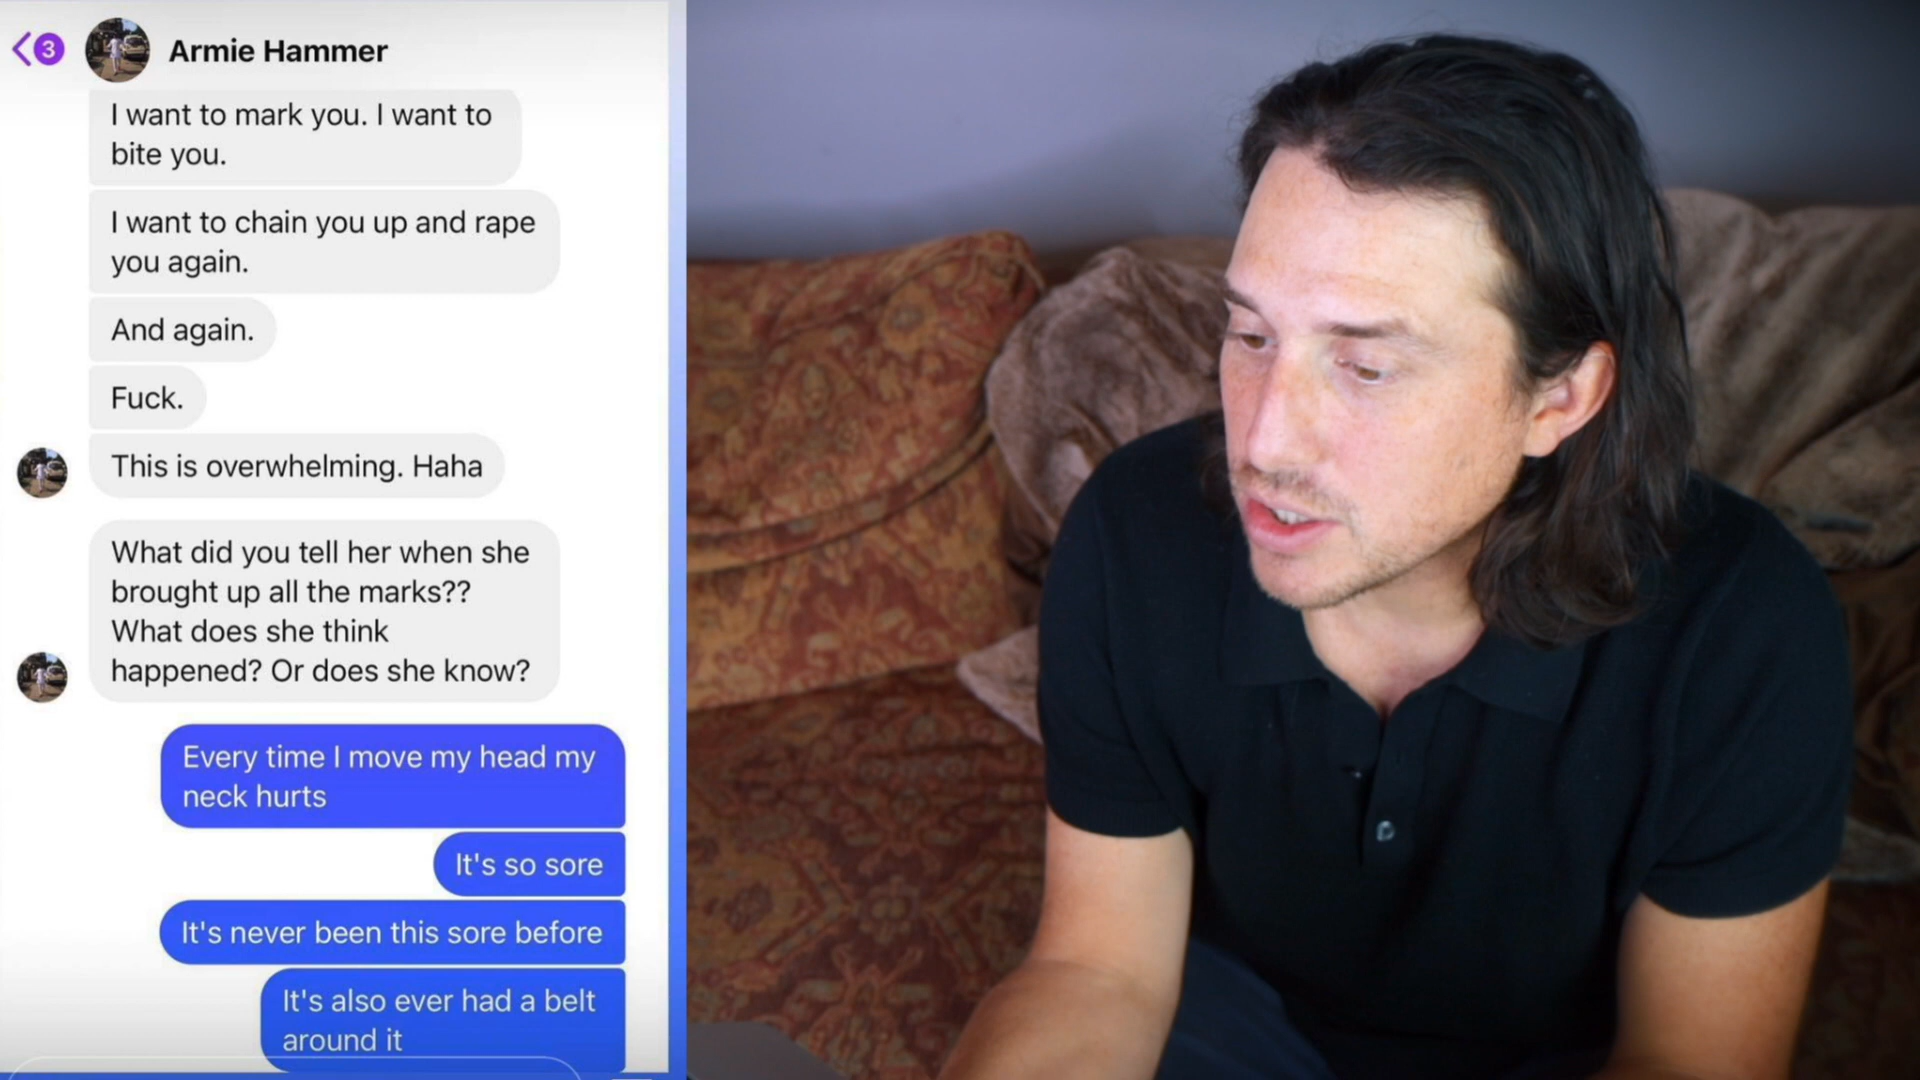 3
Armie Hammer
I want to mark you. I want to
bite you.
I want to chain you up and rape
you again.
And again.
Fuck.
This is overwhelming. Haha
What did you tell her when she
brought up all the marks??
What does she think
happened? Or does she know?
Every time I move my head my
neck hurts
It's so sore
It's never been this sore before
It's also ever had a belt
around it